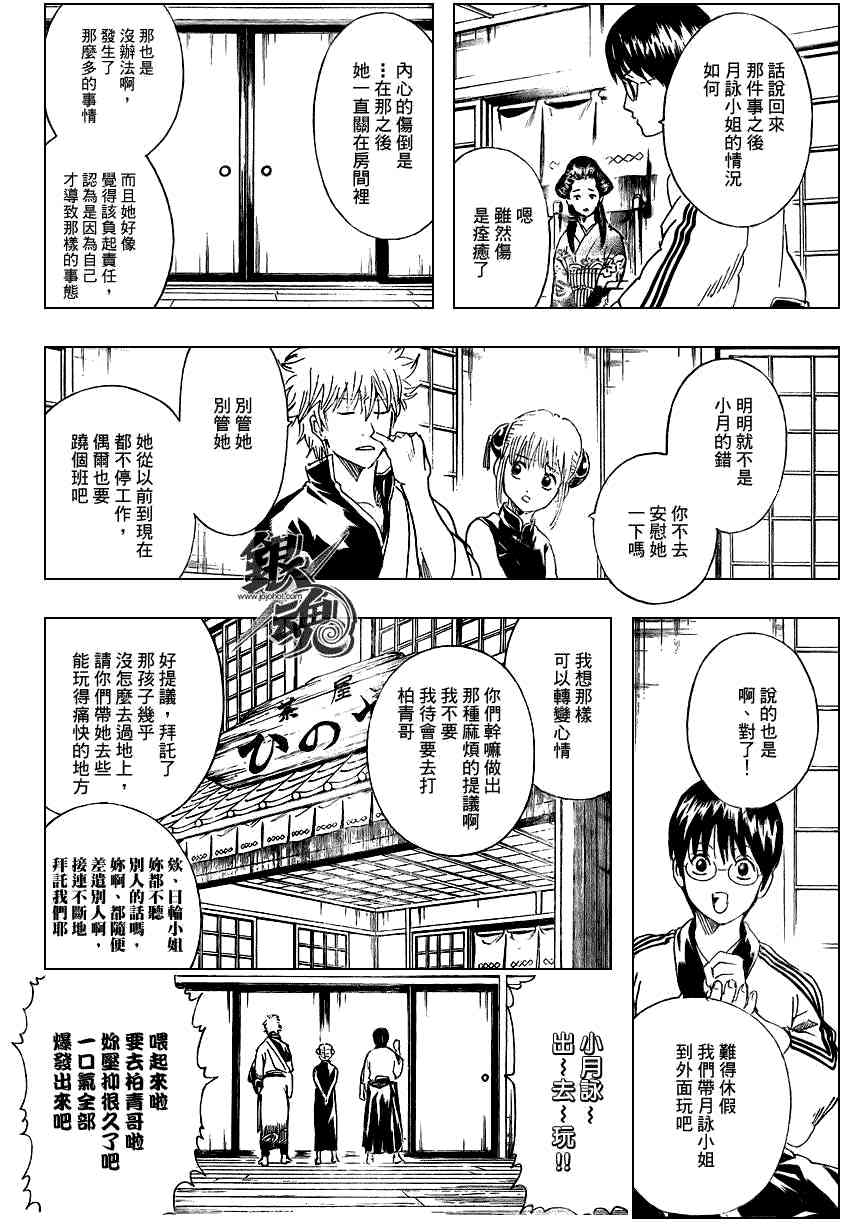 話說回來
那件事之後
月詠小姐的情況
如何
嗯
雖然傷
是痊癒了
內心的傷倒是
…在那之後
她一直關在房間裡
那也是
沒辦法啊，
發生了
那麼多的事情
而且她好像
覺得該負起責任，
認為是因為自己
才導致那樣的事態
明明就不是
小月的錯
你不去
安慰她
一下嗎
別管她
別管她
她從以前到現在
都不停工作，
偶爾也要
蹺個班吧
銀魂
www.jojohot.com
說的也是
啊、對了！
難得休假
我們帶月詠小姐
到外面玩吧
我想那樣
可以轉變心情
你們幹嘛做出
那種麻煩的提議啊
我不要
我待會要去打
柏青哥
茶屋
ひのや
好提議，拜託了
那孩子幾乎
沒怎麼去過地上，
請你們帶她去些
能玩得痛快的地方
欸、日輪小姐
妳都不聽
別人的話嗎，
妳啊、都隨便
差遣別人啊，
接連不斷地
拜託我們耶
小月詠~
出~去~玩!!
喂起來啦
要去柏青哥啦
妳壓抑很久了吧
一口氣全部
爆發出來吧